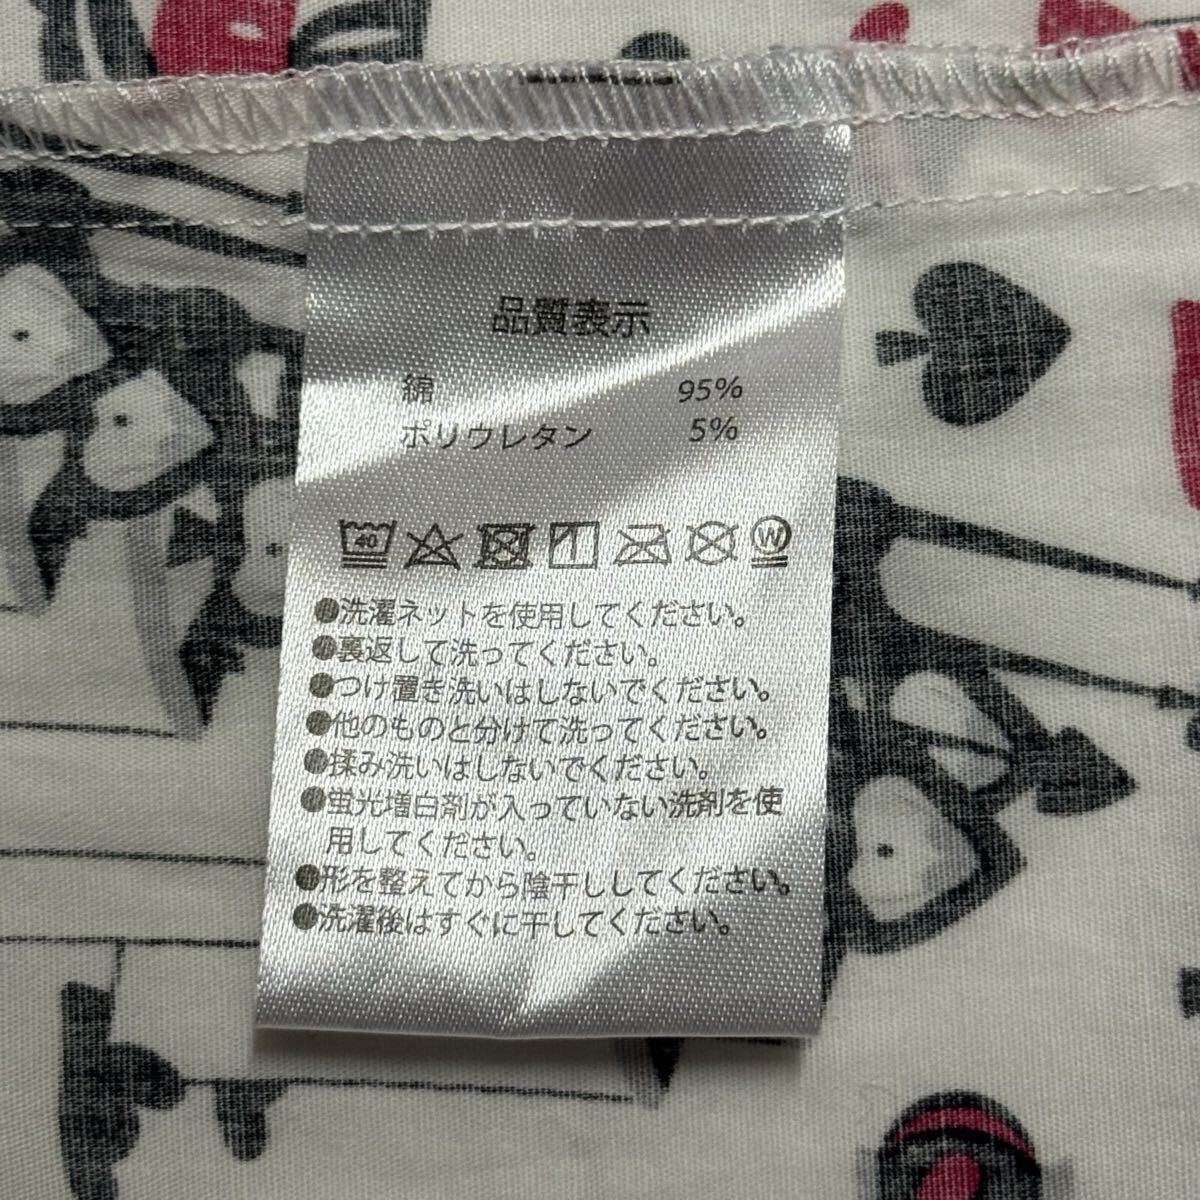 品質表示
綿 95%
ポリウレタン 5%
40 W
●洗濯ネットを使用してください。
●裏返して洗ってください。
●つけ置き洗いはしないでください。
●他のものと分けて洗ってください。
●揉み洗いはしないでください。
●蛍光増白剤が入っていない洗剤を使
用してください。
●形を整えてから陰干ししてください。
●洗濯後はすぐに干してください。